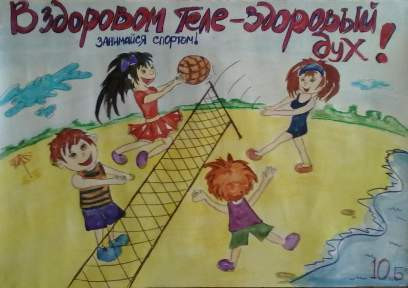 В здоровом теле - здоровый
дух!
занимайся спортом!
10.Б